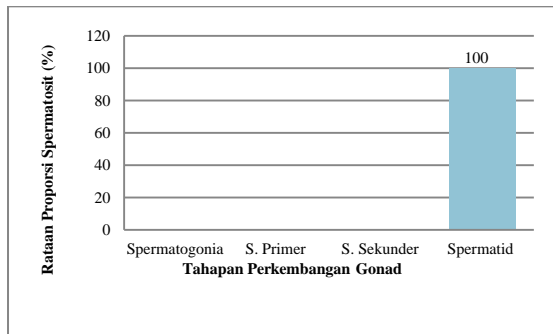 Rataan Proporsi Spermatosit (%)
120
100
80
60
40
20
0
100
Spermatogonia S. Primer S. Sekunder Spermatid
Tahapan Perkembangan Gonad